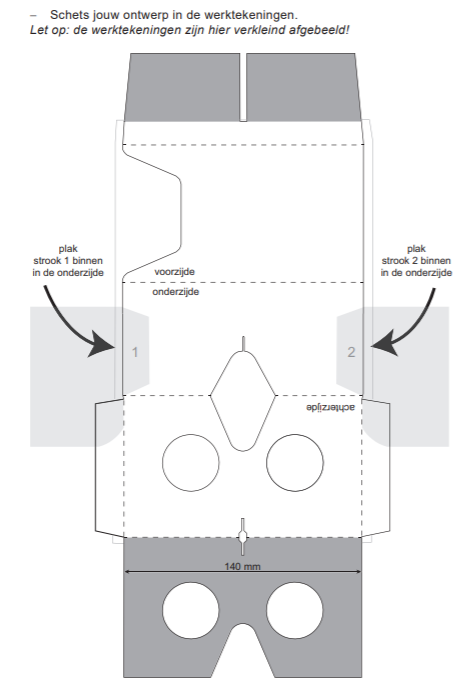 – Schets jouw ontwerp in de werktekeningen.
Let op: de werktekeningen zijn hier verkleind afgebeeld!
plak
strook 1 binnen
in de onderzijde
plak
strook 2 binnen
in de onderzijde
voorzijde
onderzijde
1
2
achterzijde
140 mm